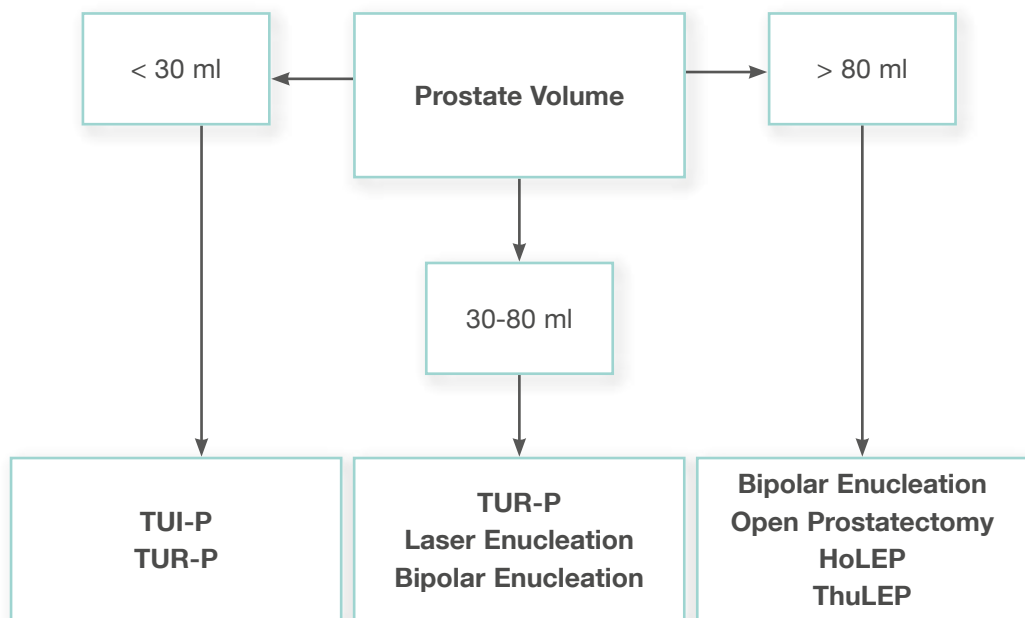 < 30 ml
Prostate Volume
> 80 ml
30-80 ml
TUI-P
TUR-P
TUR-P
Laser Enucleation
Bipolar Enucleation
Bipolar Enucleation
Open Prostatectomy
HoLEP
ThuLEP